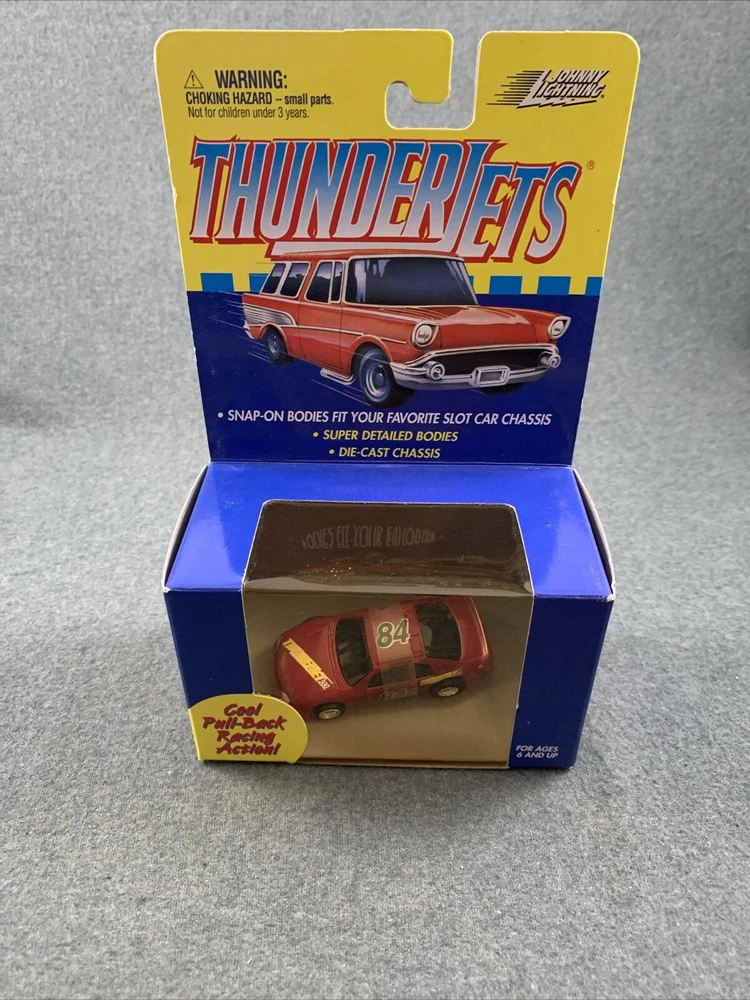 WARNING:
CHOKING HAZARD -- small parts.
Not for children under 3 years.
JOHNNY
LIGHTNING®
THUNDERJETS®
• SNAP-ON BODIES FIT YOUR FAVORITE SLOT CAR CHASSIS
• SUPER DETAILED BODIES
• DIE-CAST CHASSIS
84
Cool
Pull-Back
Racing
Action!
FOR AGES
6 AND UP